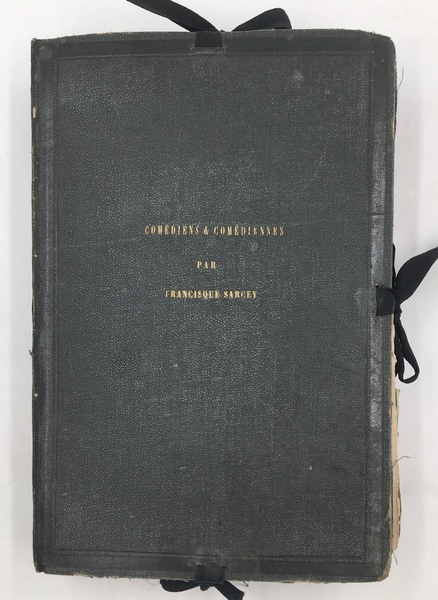 COMÉDIENS & COMÉDIENNES
PAR
FRANCISQUE SARCEY